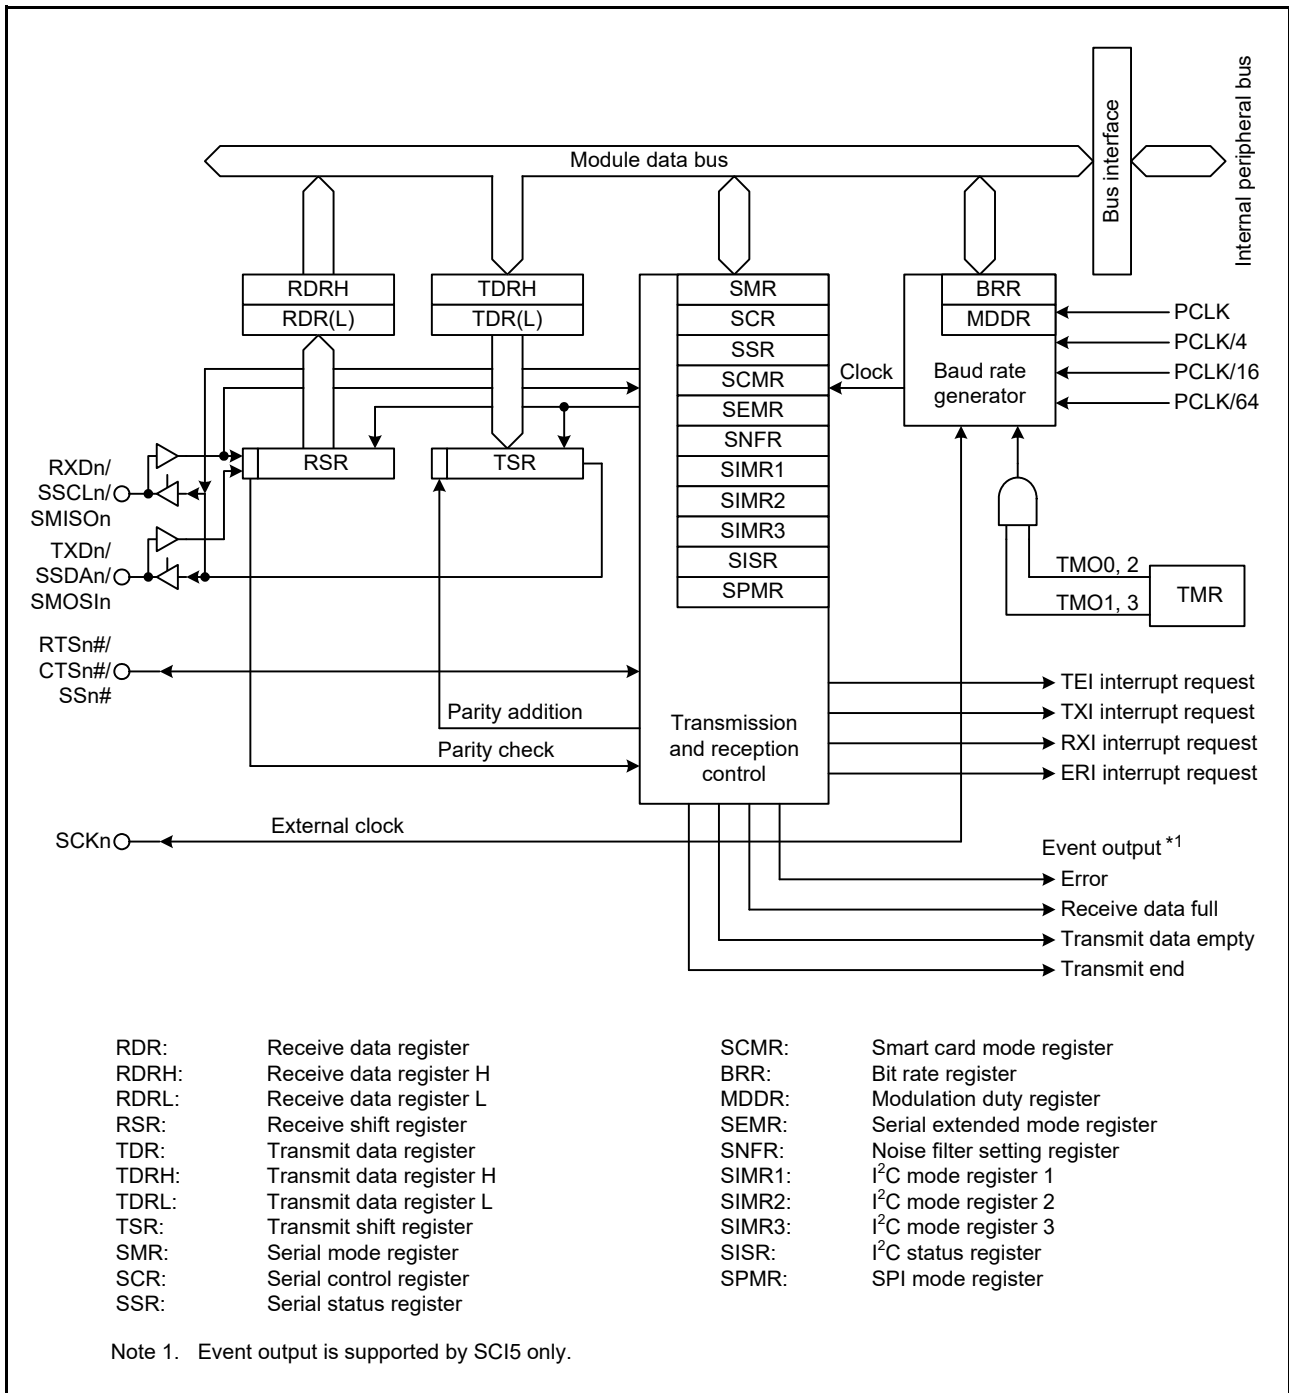 Module data bus
Bus interface
Internal peripheral bus
RDRH
RDR(L)
TDRH
TDR(L)
SMR
SCR
SSR
SCMR
SEMR
SNFR
SIMR1
SIMR2
SIMR3
SISR
SPMR
BRR
MDDR
Baud rate
generator
Clock
PCLK
PCLK/4
PCLK/16
PCLK/64
RSR
TSR
RXDn/
SSCLn/
SMISOn
TXDn/
SSDAn/
SMOSIn
RTSn#/
CTSn#/
SSn#
TMO0, 2
TMO1, 3
TMR
Parity addition
Parity check
Transmission
and reception
control
TEI interrupt request
TXI interrupt request
RXI interrupt request
ERI interrupt request
SCKn
External clock
Event output *1
Error
Receive data full
Transmit data empty
Transmit end
RDR: Receive data register
RDRH: Receive data register H
RDRL: Receive data register L
RSR: Receive shift register
TDR: Transmit data register
TDRH: Transmit data register H
TDRL: Transmit data register L
TSR: Transmit shift register
SMR: Serial mode register
SCR: Serial control register
SSR: Serial status register
SCMR: Smart card mode register
BRR: Bit rate register
MDDR: Modulation duty register
SEMR: Serial extended mode register
SNFR: Noise filter setting register
SIMR1: I²C mode register 1
SIMR2: I²C mode register 2
SIMR3: I²C mode register 3
SISR: I²C status register
SPMR: SPI mode register
Note 1. Event output is supported by SCI5 only.